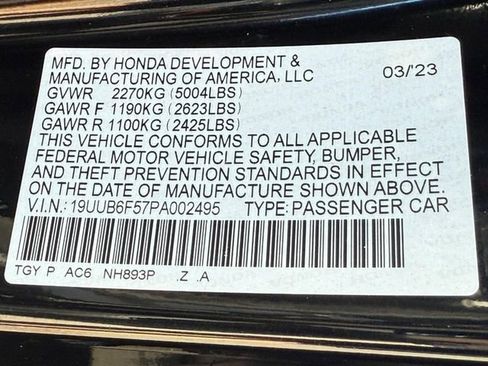 MFD. BY HONDA DEVELOPMENT &
MANUFACTURING OF AMERICA, LLC 03/'23
GVWR 2270KG (5004LBS)
GAWR F 1190KG (2623LBS)
GAWR R 1100KG (2425LBS)
THIS VEHICLE CONFORMS TO ALL APPLICABLE
FEDERAL MOTOR VEHICLE SAFETY, BUMPER,
AND THEFT PREVENTION STANDARDS IN EFFECT
ON THE DATE OF MANUFACTURE SHOWN ABOVE.
V.I.N.: 19UUB6F57PA002495 TYPE: PASSENGER CAR
TGY P AC6 NH893P .Z .A